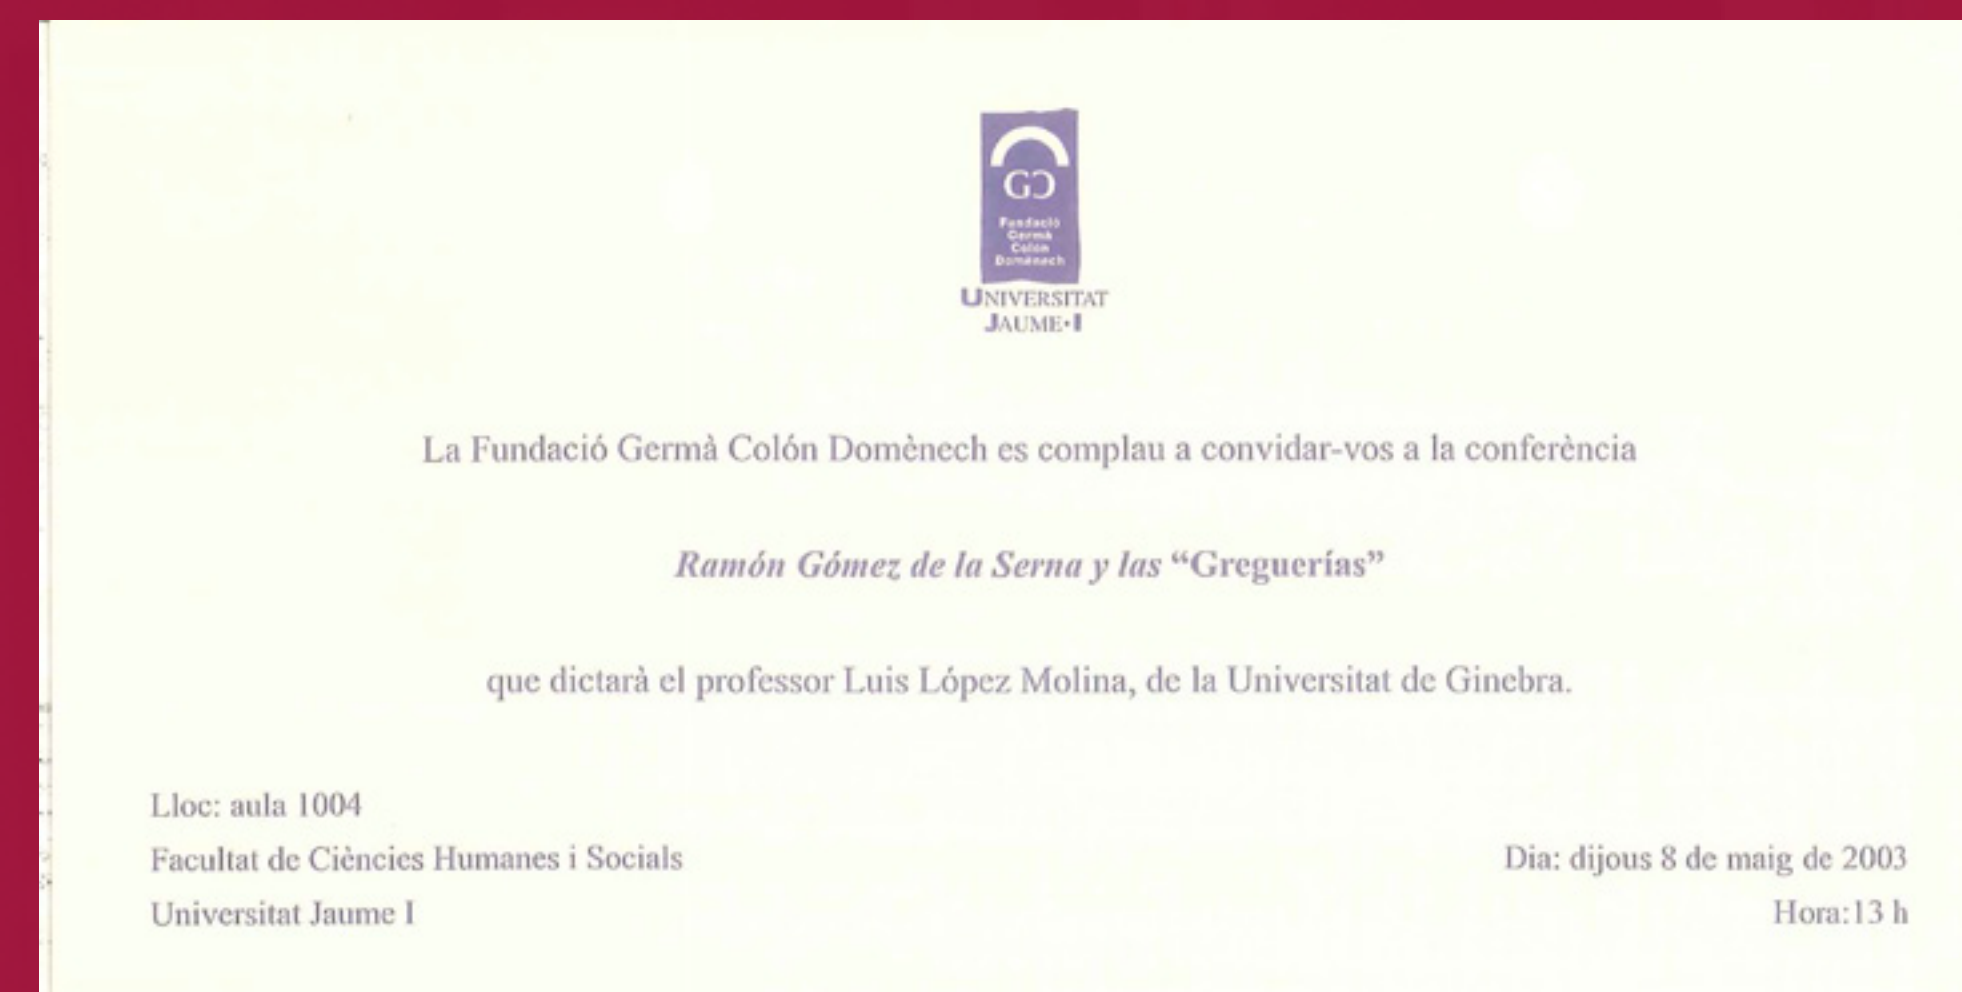 GC
Fundació
Germà
Colón
Domènech
UNIVERSITAT
JAUME•I
La Fundació Germà Colón Domènech es complau a convidar-vos a la conferència
Ramón Gómez de la Serna y las “Greguerías”
que dictarà el professor Luis López Molina, de la Universitat de Ginebra.
Lloc: aula 1004
Facultat de Ciències Humanes i Socials
Universitat Jaume I
Dia: dijous 8 de maig de 2003
Hora:13 h